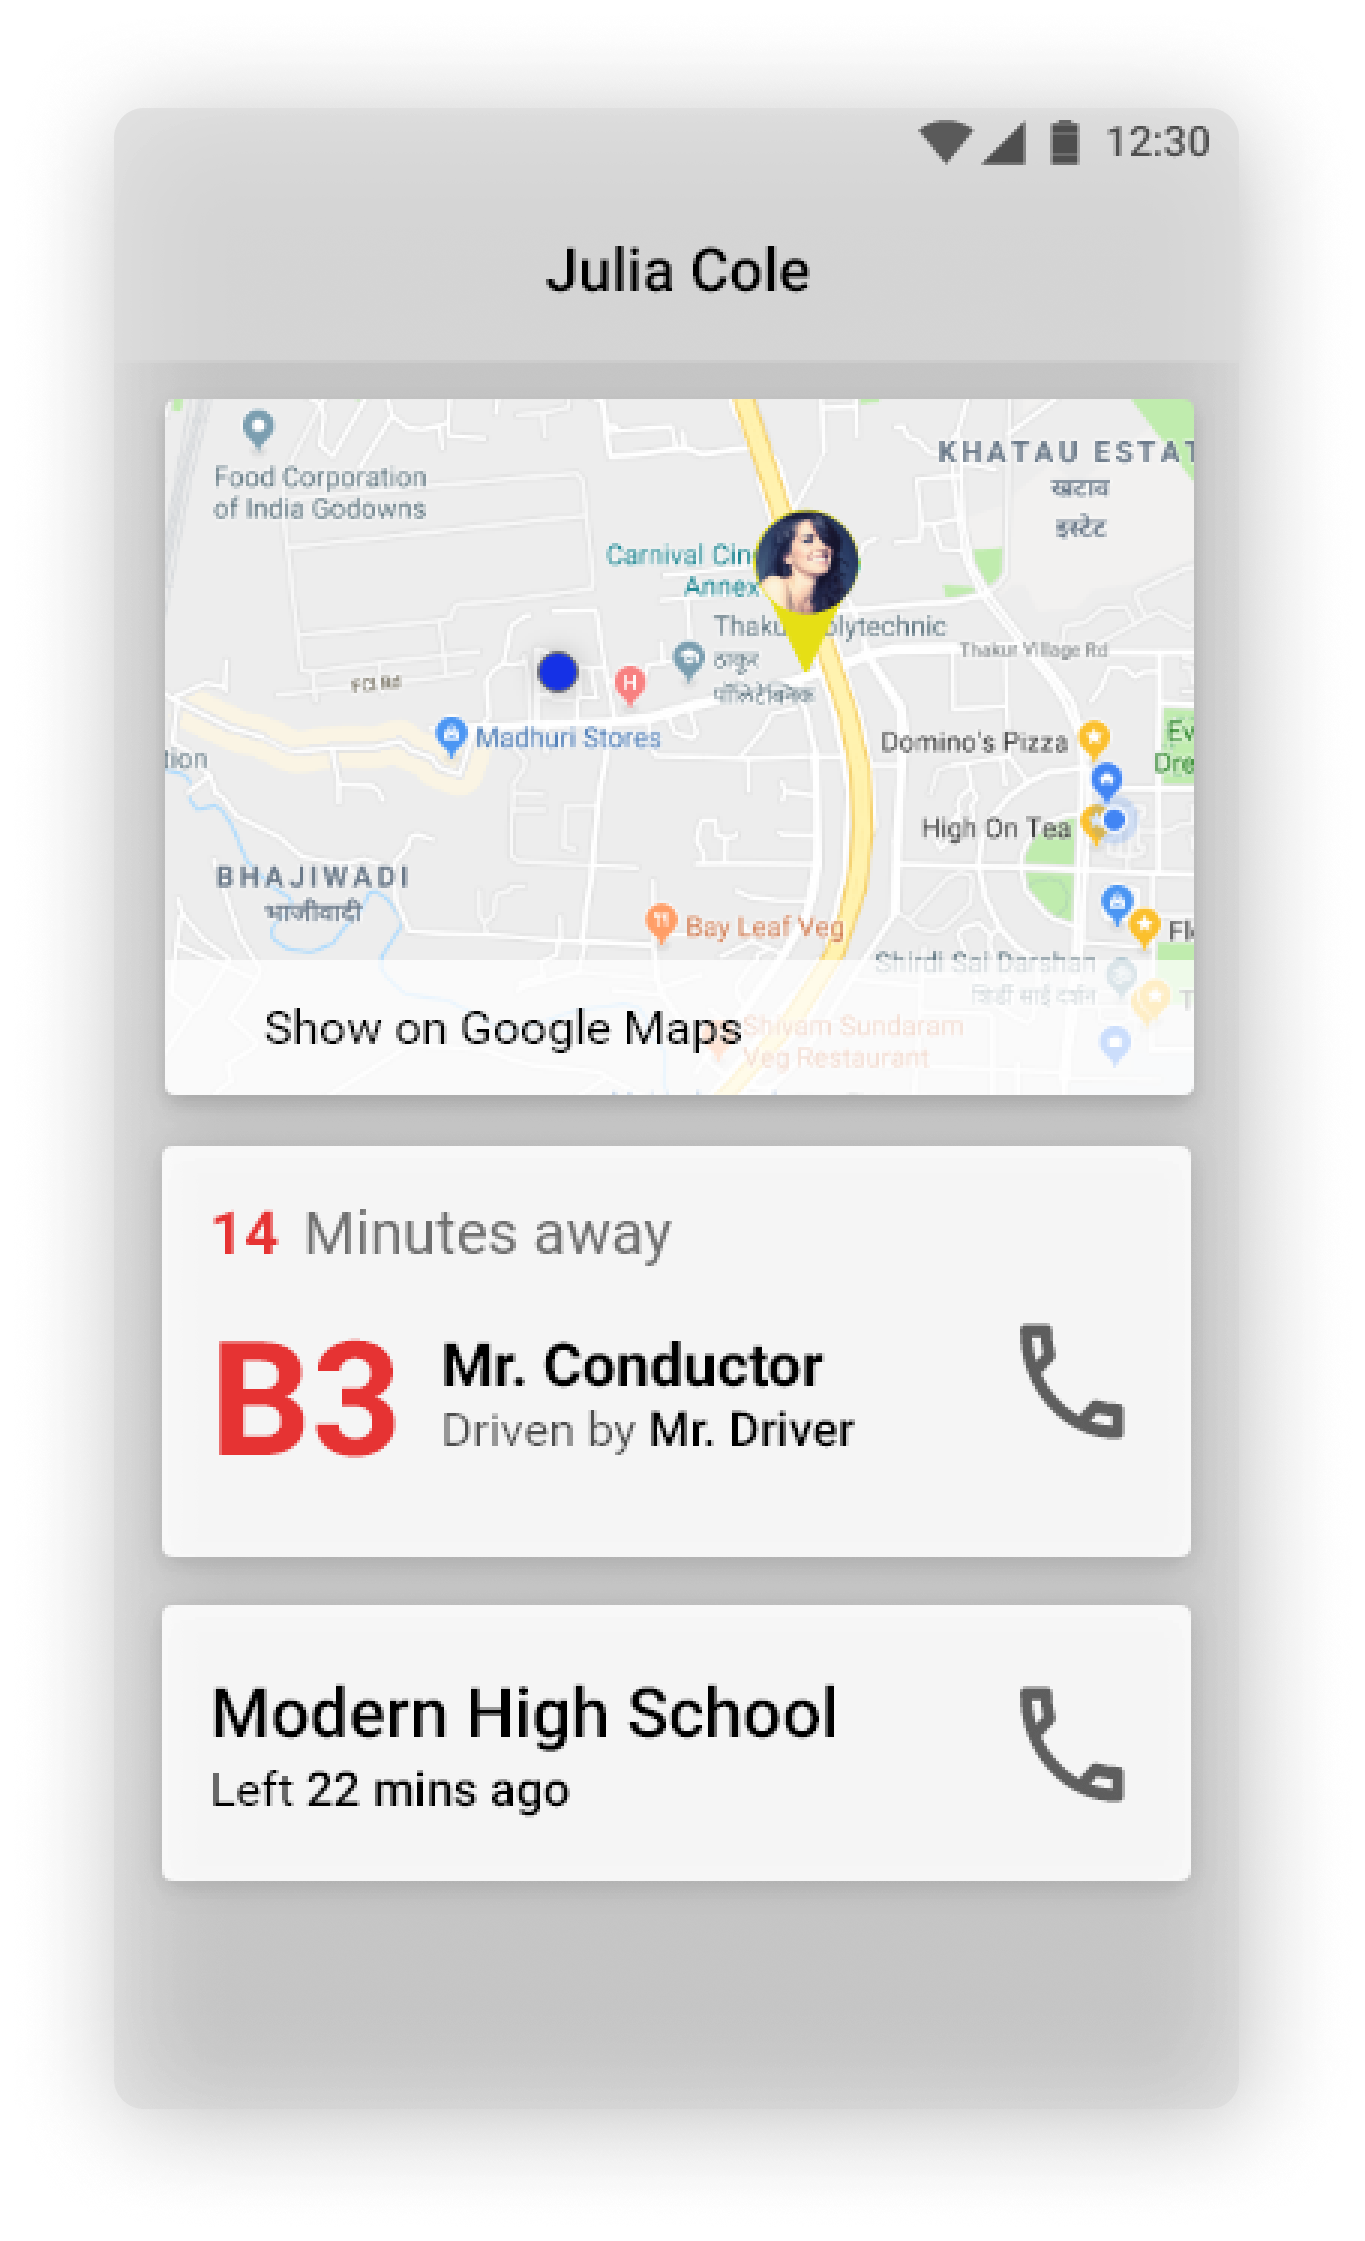 12:30
Julia Cole
Food Corporation
of India Godowns
KHATAU ESTAT
खटाव
इस्टेट
Carnival Cin
Annex
Thaku olytechnic
ठाकुर
पॉलिटेक्निक
Thakur Village Rd
FCI Rd
H
Madhuri Stores
Domino's Pizza
Ev
Dre
tion
High On Tea
BHAJIWADI
भाजीवादी
Bay Leaf Veg
Fl
Shirdi Sai Darshan
शिर्डी साई दर्शन
T
Show on Google Maps
Shivam Sundaram
Veg Restaurant
14 Minutes away
B3
Mr. Conductor
Driven by Mr. Driver
Modern High School
Left 22 mins ago